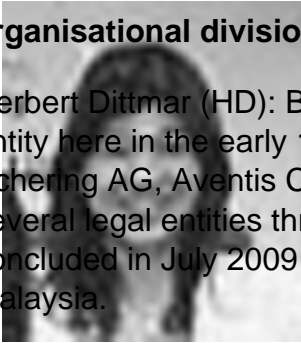 rganisational divisio
erbert Dittmar (HD): B
ntity here in the early
chering AG, Aventis C
everal legal entities thr
oncluded in July 2009
alaysia.